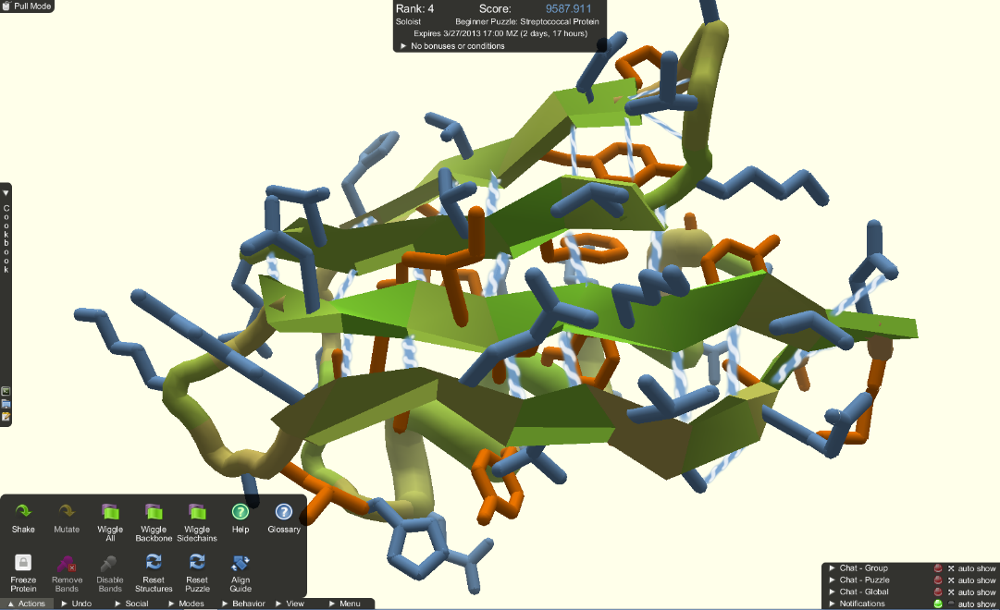 Pull Mode
Rank: 4 Score: 9587.911
Soloist Beginner Puzzle: Streptococcal Protein
Expires 3/27/2013 17:00 MZ (2 days, 17 hours)
No bonuses or conditions
Cookbook
Shake Mutate Wiggle All Wiggle Backbone Wiggle Sidechains Help Glossary
Freeze Protein Remove Bands Disable Bands Reset Structures Reset Puzzle Align Guide
Actions Undo Social Modes Behavior View Menu
Chat - Group auto show
Chat - Puzzle auto show
Chat - Global auto show
Notifications auto show